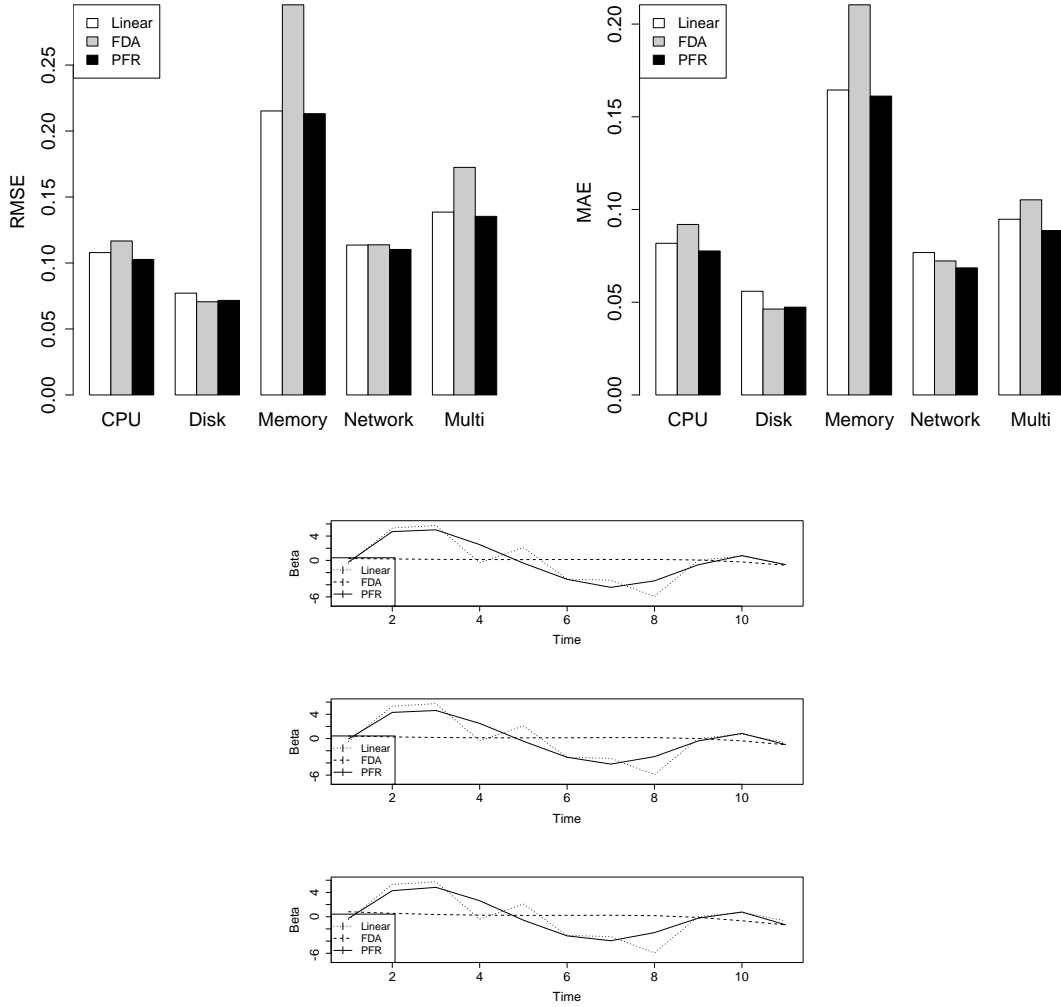 Linear
FDA
PFR
RMSE
0.00 0.05 0.10 0.15 0.20 0.25
CPU Disk Memory Network Multi
Linear
FDA
PFR
MAE
0.00 0.05 0.10 0.15 0.20
CPU Disk Memory Network Multi
Beta
-6 0 4
Linear
FDA
PFR
2 4 6 8 10
Time
Beta
-6 0 4
Linear
FDA
PFR
2 4 6 8 10
Time
Beta
-6 0 4
Linear
FDA
PFR
2 4 6 8 10
Time